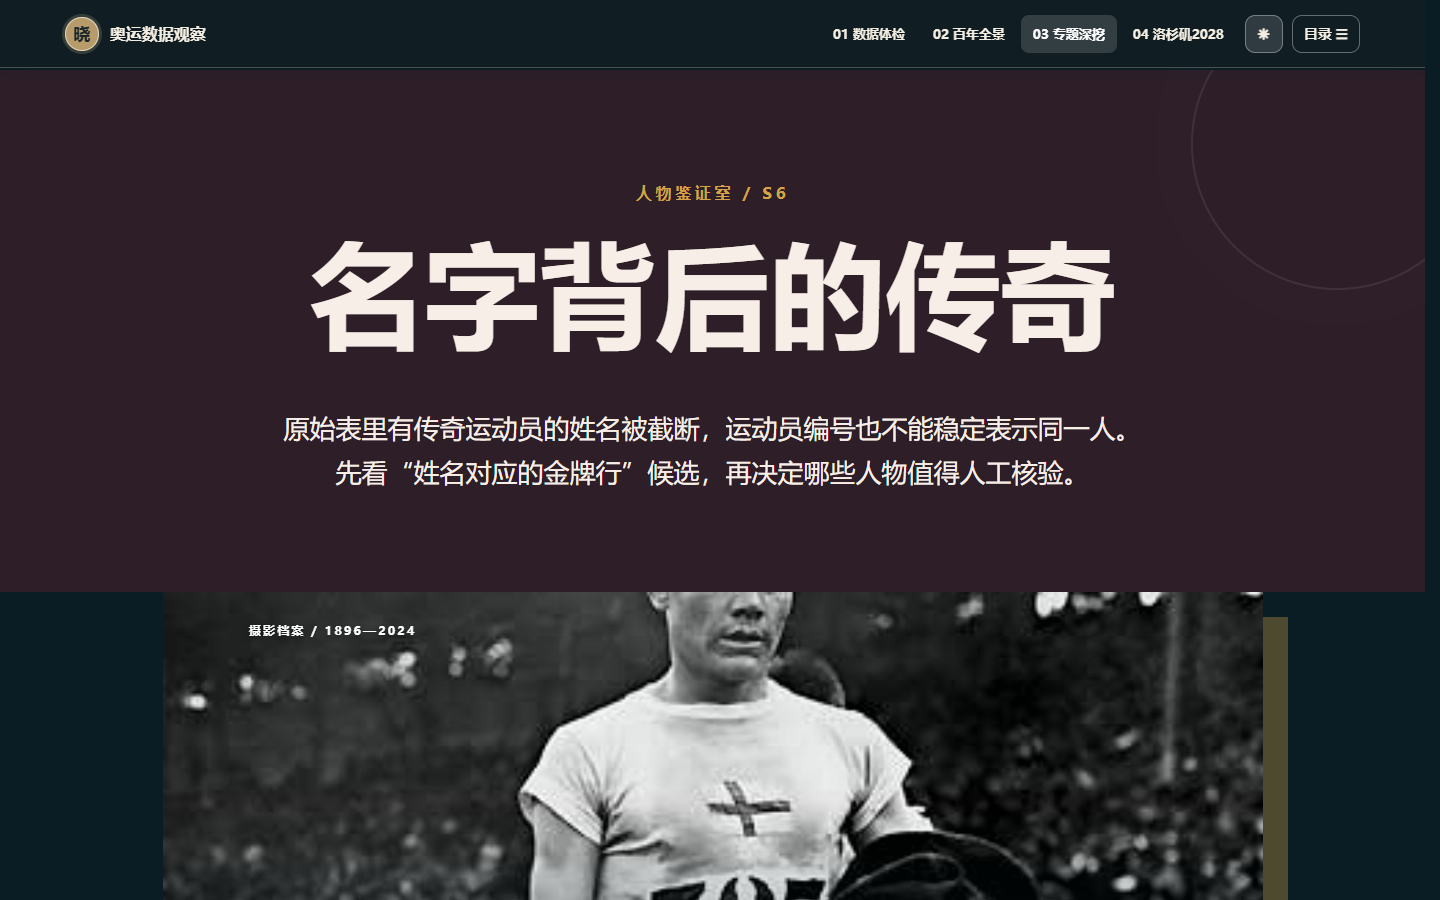 晓 奥运数据观察
01 数据体检 02 百年全景 03 专题深挖 04 洛杉矶2028 目录
人物鉴证室 / S6
名字背后的传奇
原始表里有传奇运动员的姓名被截断，运动员编号也不能稳定表示同一人。
先看“姓名对应的金牌行”候选，再决定哪些人物值得人工核验。
摄影档案 / 1896—2024